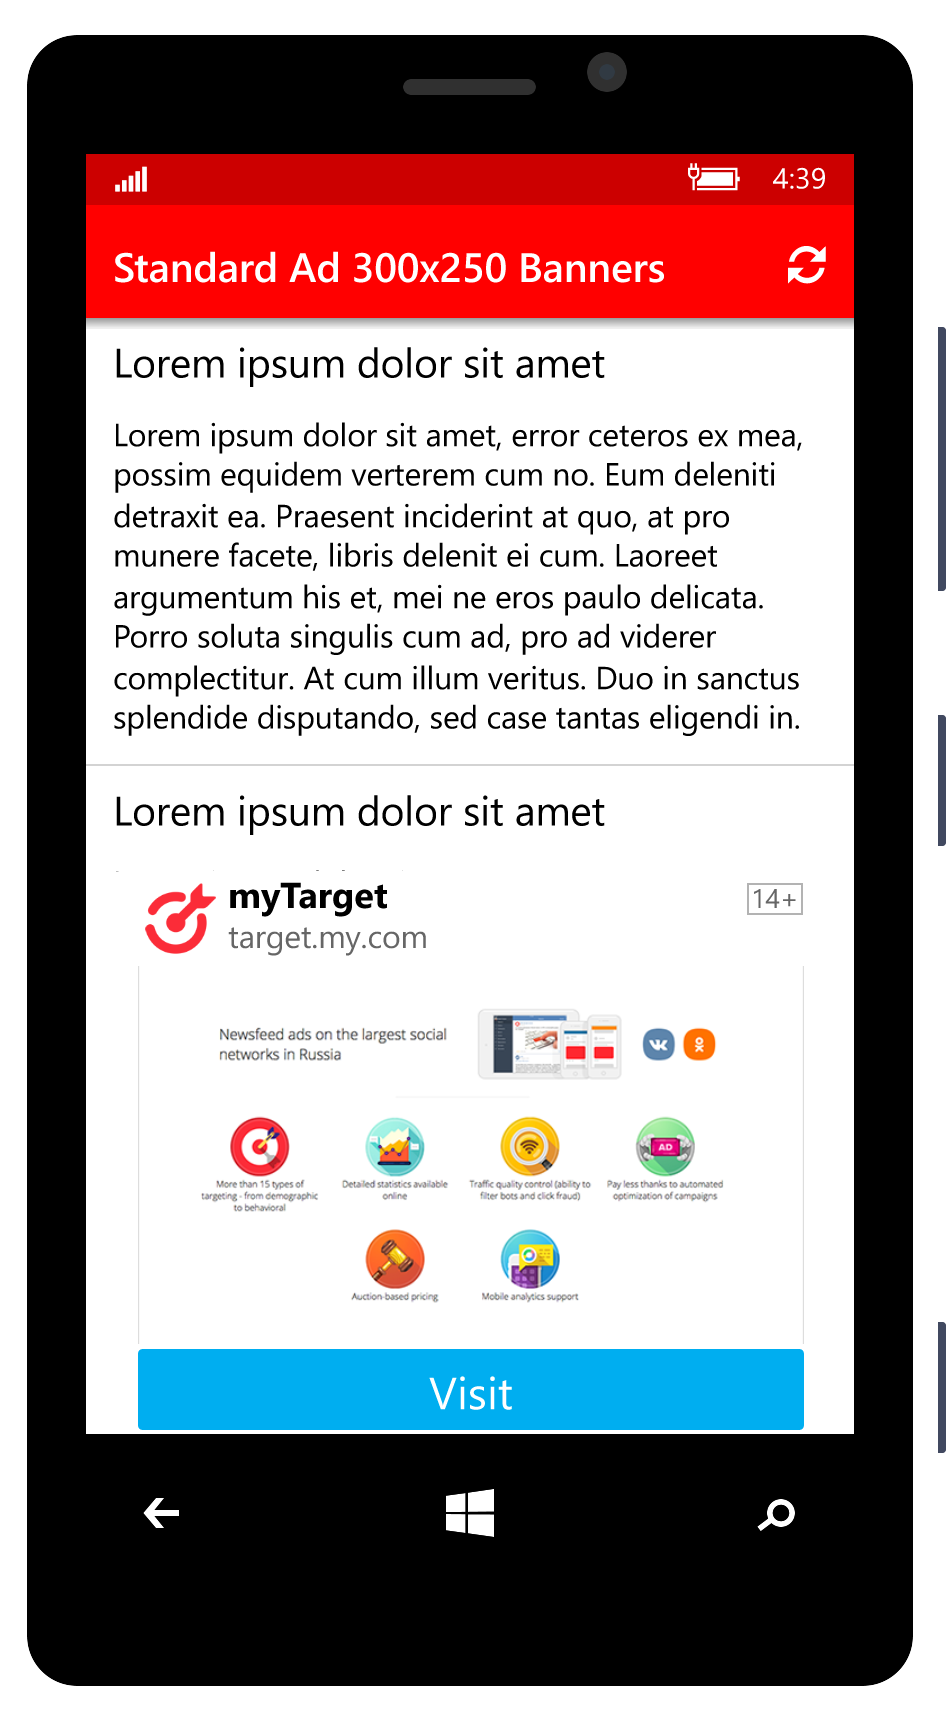 4:39
Standard Ad 300x250 Banners
Lorem ipsum dolor sit amet
Lorem ipsum dolor sit amet, error ceteros ex mea,
possim equidem verterem cum no. Eum deleniti
detraxit ea. Praesent inciderint at quo, at pro
munere facete, libris delenit ei cum. Laoreet
argumentum his et, mei ne eros paulo delicata.
Porro soluta singulis cum ad, pro ad viderer
complectitur. At cum illum veritus. Duo in sanctus
splendide disputando, sed case tantas eligendi in.
Lorem ipsum dolor sit amet
myTarget
14+
target.my.com
Newsfeed ads on the largest social
networks in Russia
More than 15 types of
targeting - from demographic
to behavioral
Detailed statistics available
online
Traffic quality control (ability to
filter bots and click fraud)
AD
Pay less thanks to automated
optimization of campaigns
Auction-based pricing
Mobile analytics support
Visit